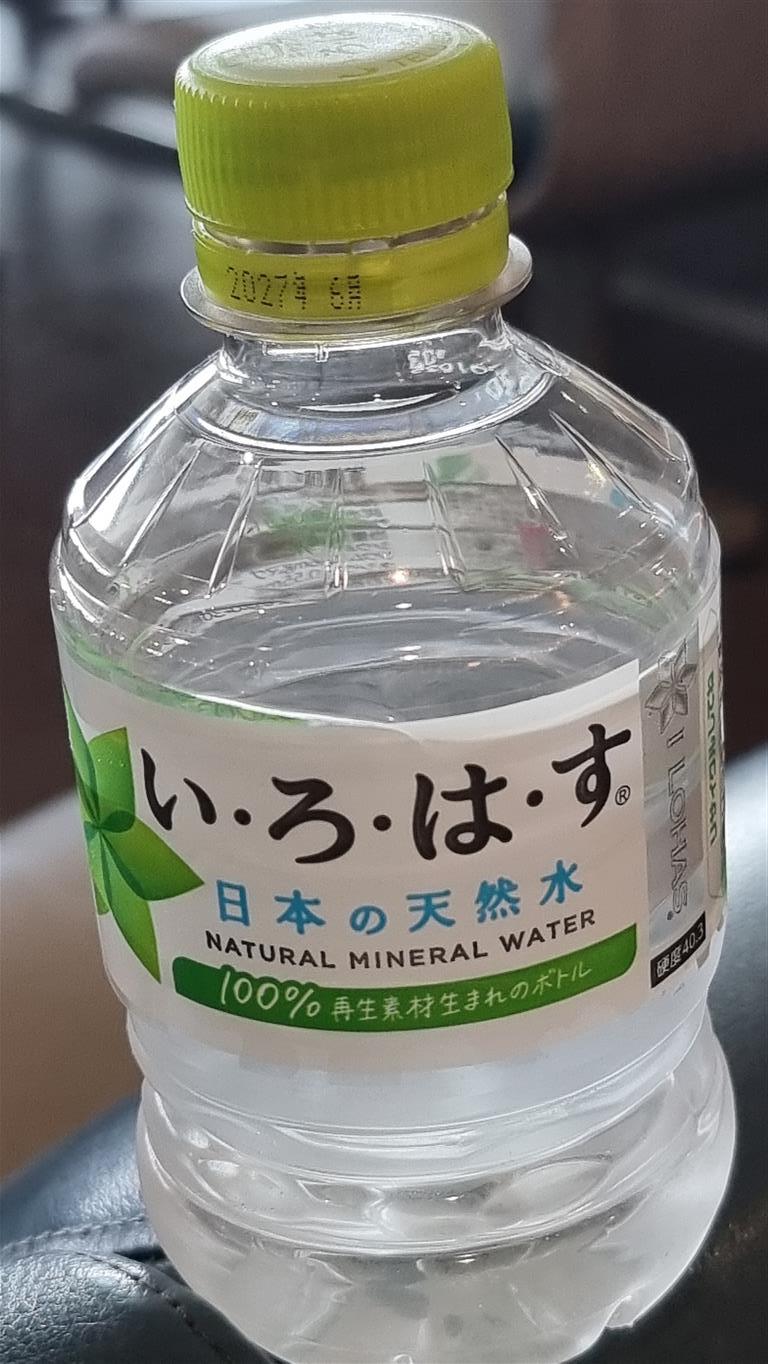 2027年 6月
い・ろ・は・す®
日本の天然水
NATURAL MINERAL WATER
100%再生素材生まれのボトル
I LOHAS®
硬度40.3